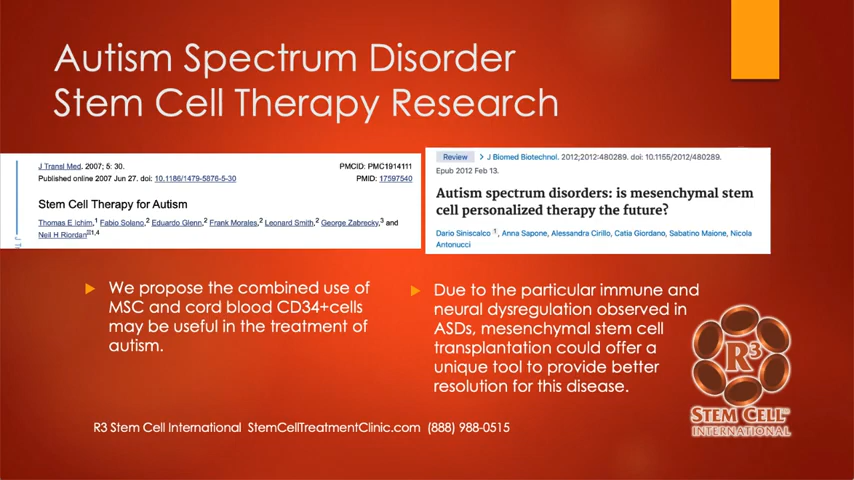 Autism Spectrum Disorder
Stem Cell Therapy Research
J Transl Med. 2007; 5: 30.
PMCID: PMC1914111
Published online 2007 Jun 27. doi: 10.1186/1479-5876-5-30
PMID: 17597540
Stem Cell Therapy for Autism
Thomas E Ichim,1 Fabio Solano,2 Eduardo Glenn,2 Frank Morales,2 Leonard Smith,2 George Zabrecky,3 and
Neil H Riordan1,4
Review > J Biomed Biotechnol. 2012;2012:480289. doi: 10.1155/2012/480289.
Epub 2012 Feb 13.
Autism spectrum disorders: is mesenchymal stem
cell personalized therapy the future?
Dario Siniscalco 1, Anna Sapone, Alessandra Cirillo, Catia Giordano, Sabatino Maione, Nicola
Antonucci
We propose the combined use of
MSC and cord blood CD34+cells
may be useful in the treatment of
autism.
Due to the particular immune and
neural dysregulation observed in
ASDs, mesenchymal stem cell
transplantation could offer a
unique tool to provide better
resolution for this disease.
R3
STEM CELL™
INTERNATIONAL
R3 Stem Cell International StemCellTreatmentClinic.com (888) 988-0515